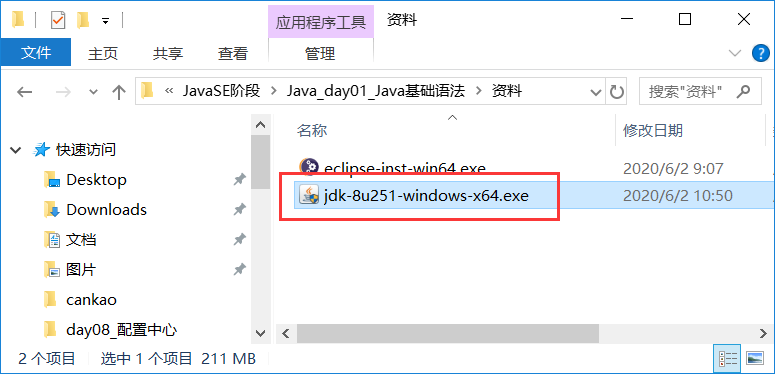 应用程序工具 资料
文件 主页 共享 查看 管理
« JavaSE阶段 Java_day01_Java基础语法 资料 搜索"资料"
名称 修改日期
快速访问
Desktop
Downloads
文档
图片
cankao
day08_配置中心
eclipse-inst-win64.exe 2020/6/2 9:07
jdk-8u251-windows-x64.exe 2020/6/2 10:50
2 个项目 选中 1 个项目 211 MB